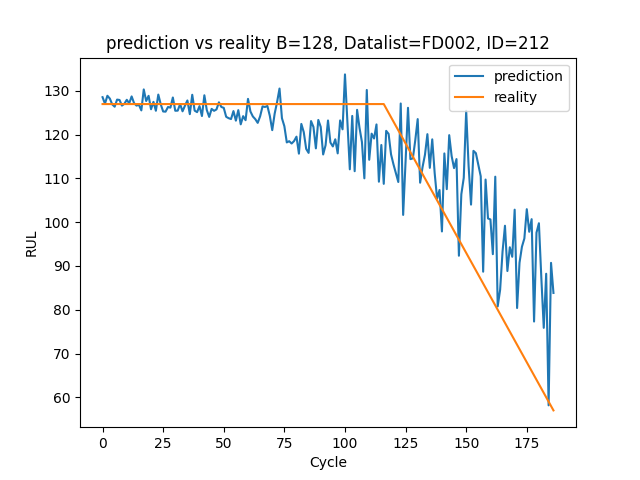 prediction vs reality B=128, Datalist=FD002, ID=212
prediction
reality
RUL
130
120
110
100
90
80
70
60
0 25 50 75 100 125 150 175
Cycle